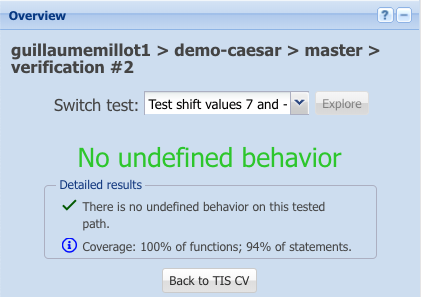 Overview
guillaumemillot1 > demo-caesar > master >
verification #2
Switch test: Test shift values 7 and - Explore
No undefined behavior
Detailed results
There is no undefined behavior on this tested
path.
Coverage: 100% of functions; 94% of statements.
Back to TIS CV